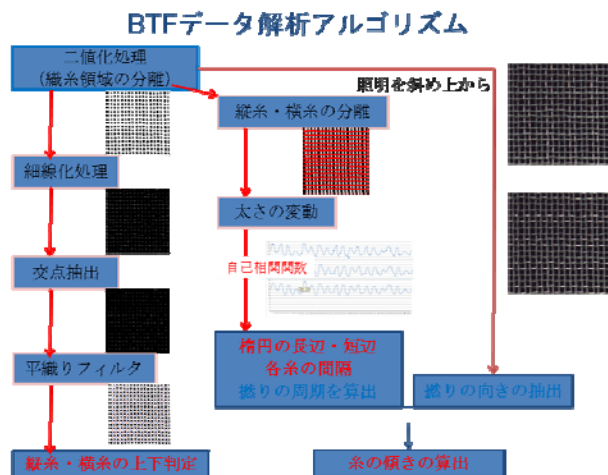 BTFデータ解析アルゴリズム
二値化処理
（織糸領域の分離）
照明を斜め上から
縦糸・横糸の分離
細線化処理
太さの変動
自己相関関数
交点抽出
楕円の長辺・短辺
各糸の間隔
撚りの周期を算出
平織りフィルタ
撚りの向きの抽出
縦糸・横糸の上下判定
糸の傾きの算出